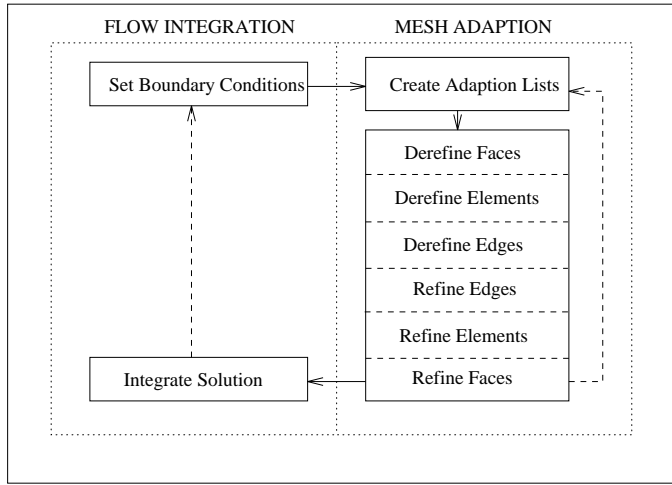 FLOW INTEGRATION
MESH ADAPTION
Set Boundary Conditions
Create Adaption Lists
Derefine Faces
Derefine Elements
Derefine Edges
Refine Edges
Refine Elements
Integrate Solution
Refine Faces